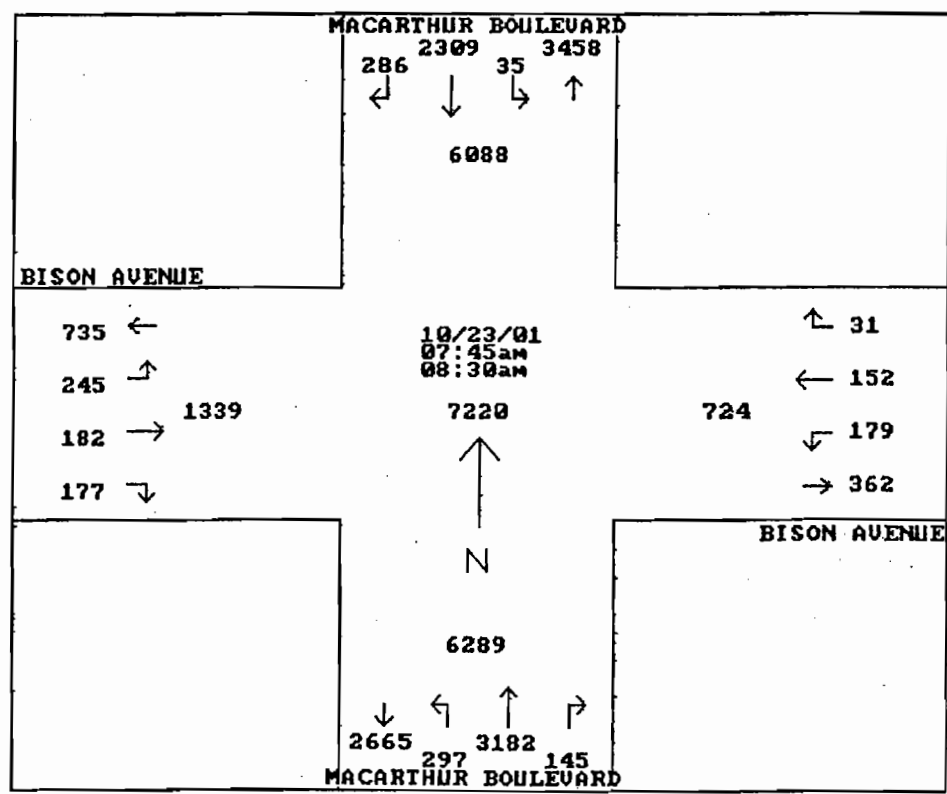 MACARTHUR BOULEVARD
2309 3458
286 35
6088
BISON AVENUE
735
10/23/01
07:45am
08:30am
31
245
152
1339 7220 724
182
179
177
362
BISON AVENUE
N
6289
2665 3182
297 145
MACARTHUR BOULEVARD